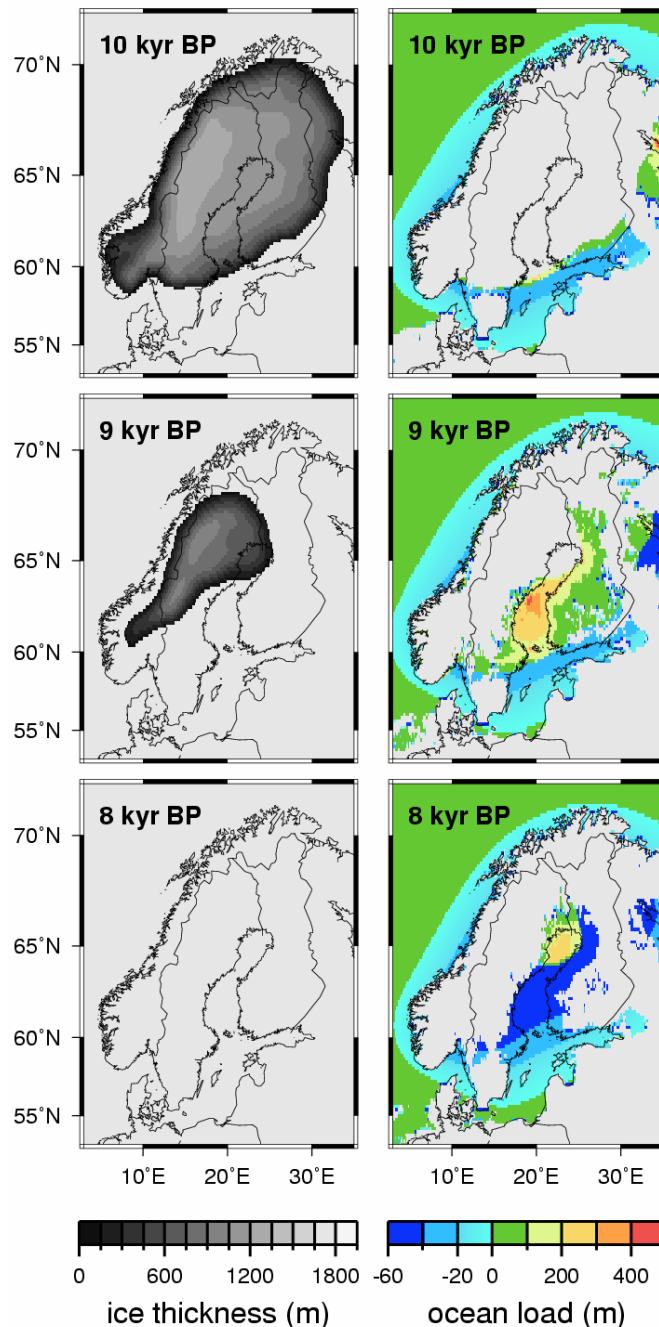 10 kyr BP
10 kyr BP
70˚N
65˚N
60˚N
55˚N
9 kyr BP
9 kyr BP
70˚N
65˚N
60˚N
55˚N
8 kyr BP
8 kyr BP
70˚N
65˚N
60˚N
55˚N
10˚E 20˚E 30˚E 10˚E 20˚E 30˚E
0 600 1200 1800 -60 -20 0 200 400
ice thickness (m) ocean load (m)